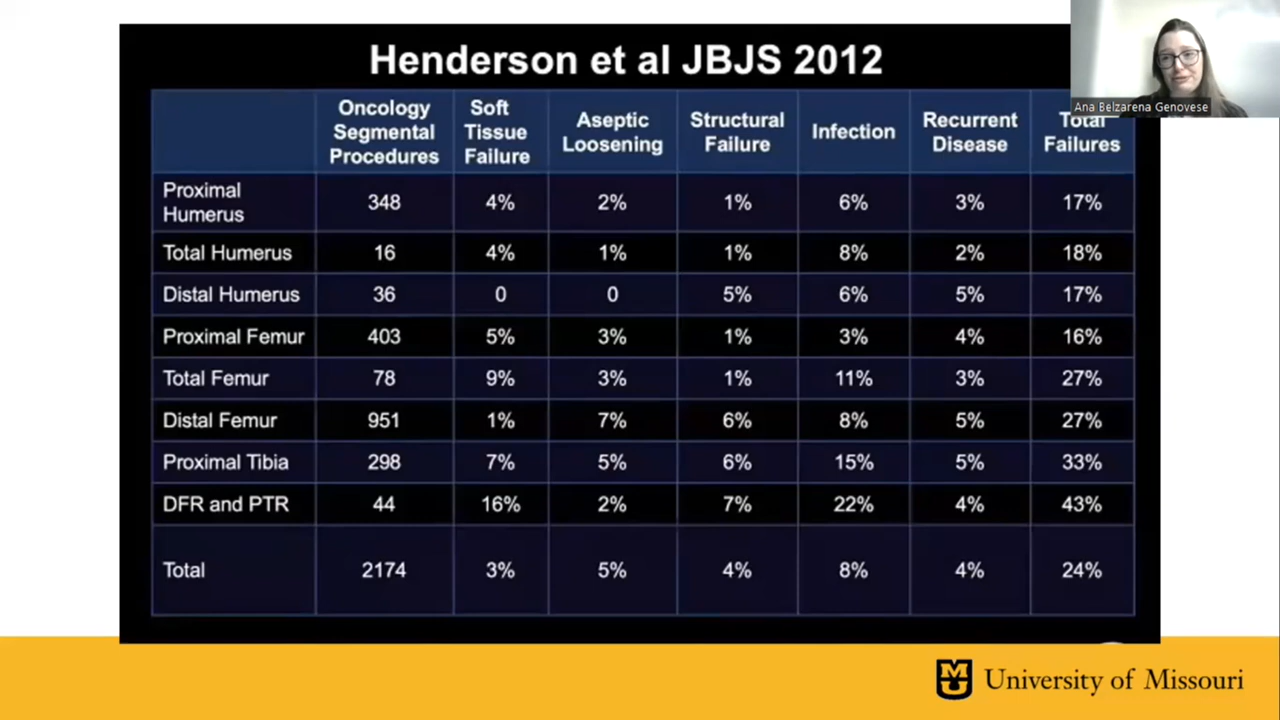 Henderson et al JBJS 2012
Ana Belzarena Genovese
Oncology Segmental Procedures | Soft Tissue Failure | Aseptic Loosening | Structural Failure | Infection | Recurrent Disease | Total Failures
Proximal Humerus | 348 | 4% | 2% | 1% | 6% | 3% | 17%
Total Humerus | 16 | 4% | 1% | 1% | 8% | 2% | 18%
Distal Humerus | 36 | 0 | 0 | 5% | 6% | 5% | 17%
Proximal Femur | 403 | 5% | 3% | 1% | 3% | 4% | 16%
Total Femur | 78 | 9% | 3% | 1% | 11% | 3% | 27%
Distal Femur | 951 | 1% | 7% | 6% | 8% | 5% | 27%
Proximal Tibia | 298 | 7% | 5% | 6% | 15% | 5% | 33%
DFR and PTR | 44 | 16% | 2% | 7% | 22% | 4% | 43%
Total | 2174 | 3% | 5% | 4% | 8% | 4% | 24%
MU
University of Missouri